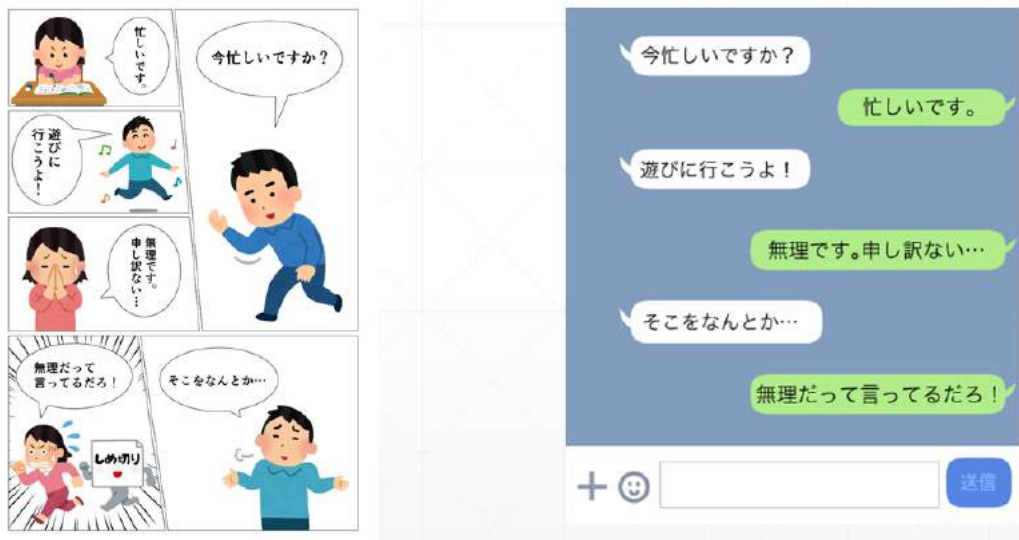 今忙しいですか？
忙しいです。
遊びに
行こうよ！
無理です。
申し訳ない…
そこをなんとか…
無理だって
言ってるだろ！
しめ切り
今忙しいですか？
忙しいです。
遊びに行こうよ！
無理です。申し訳ない…
そこをなんとか…
無理だって言ってるだろ！
送信